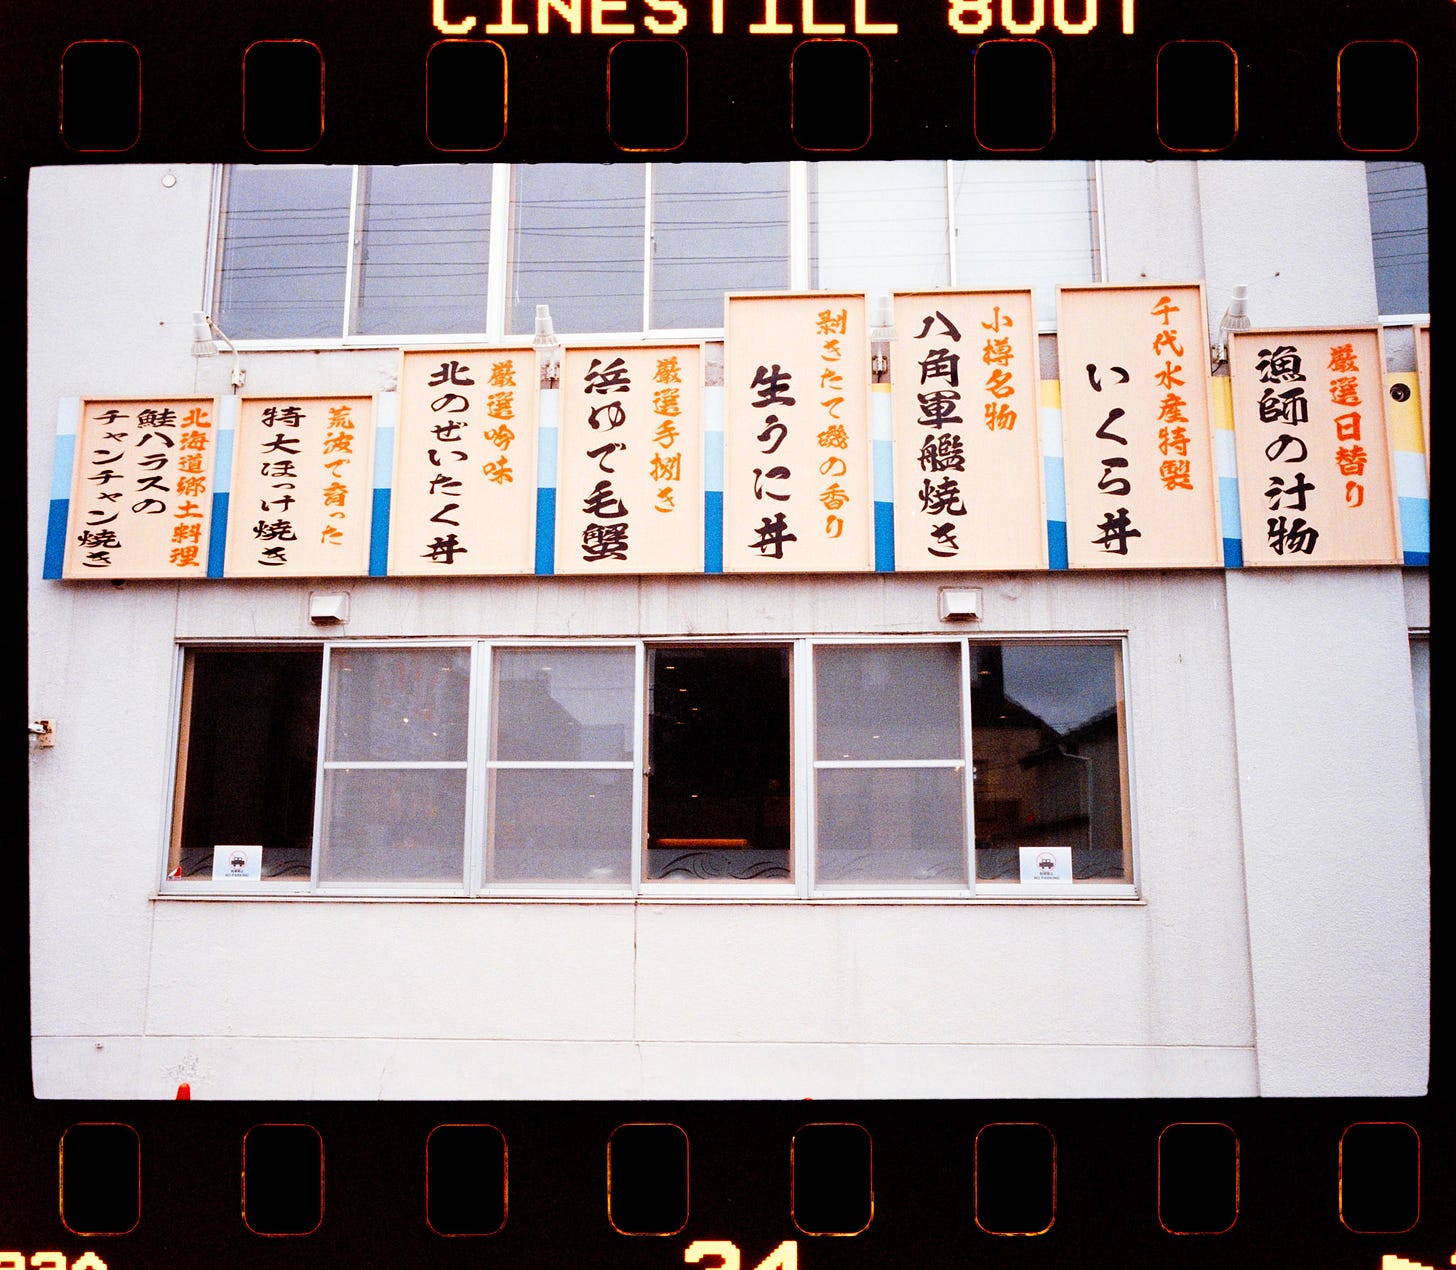 CINESTILL 800T
厳選日替り
漁師の汁物
千代水産特製
いくら丼
小樽名物
八角軍艦焼き
剥きたて磯の香り
生うに丼
厳選手捌き
浜ゆで毛蟹
厳選吟味
北のぜいたく丼
荒波で育った
特大ほっけ焼き
北海道郷土料理
鮭ハラスの
チャンチャン焼き
NO PARKING
NO PARKING
34